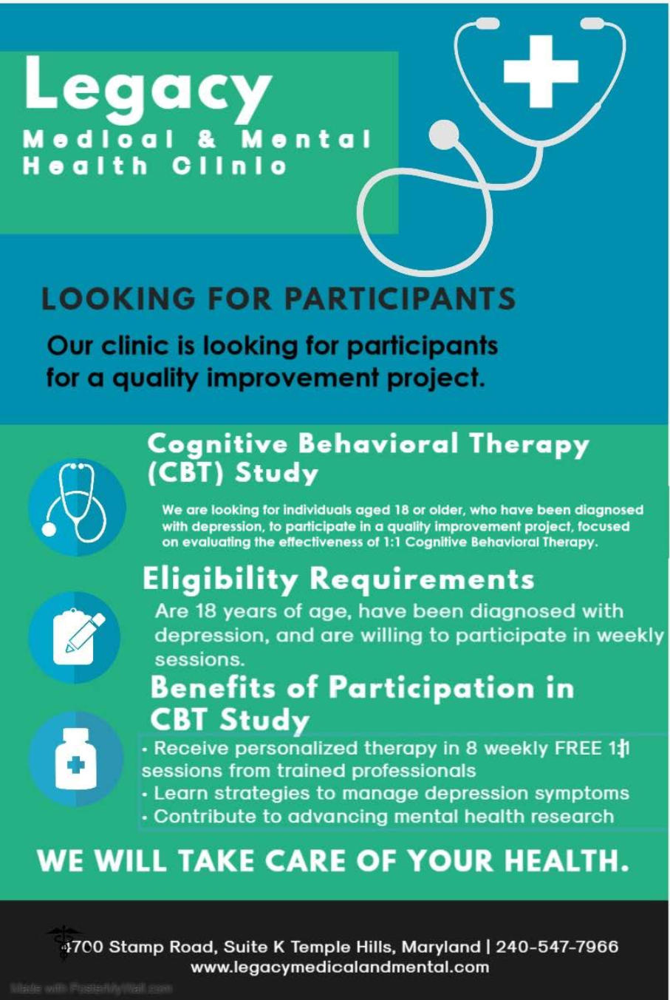 Legacy
Medical & Mental
Health Clinic
LOOKING FOR PARTICIPANTS
Our clinic is looking for participants
for a quality improvement project.
Cognitive Behavioral Therapy
(CBT) Study
We are looking for individuals aged 18 or older, who have been diagnosed
with depression, to participate in a quality improvement project, focused
on evaluating the effectiveness of 1:1 Cognitive Behavioral Therapy.
Eligibility Requirements
Are 18 years of age, have been diagnosed with
depression, and are willing to participate in weekly
sessions.
Benefits of Participation in
CBT Study
• Receive personalized therapy in 8 weekly FREE 1:1
sessions from trained professionals
• Learn strategies to manage depression symptoms
• Contribute to advancing mental health research
WE WILL TAKE CARE OF YOUR HEALTH.
4700 Stamp Road, Suite K Temple Hills, Maryland | 240-547-7966
www.legacymedicalandmental.com
Made with PosterMyWall.com